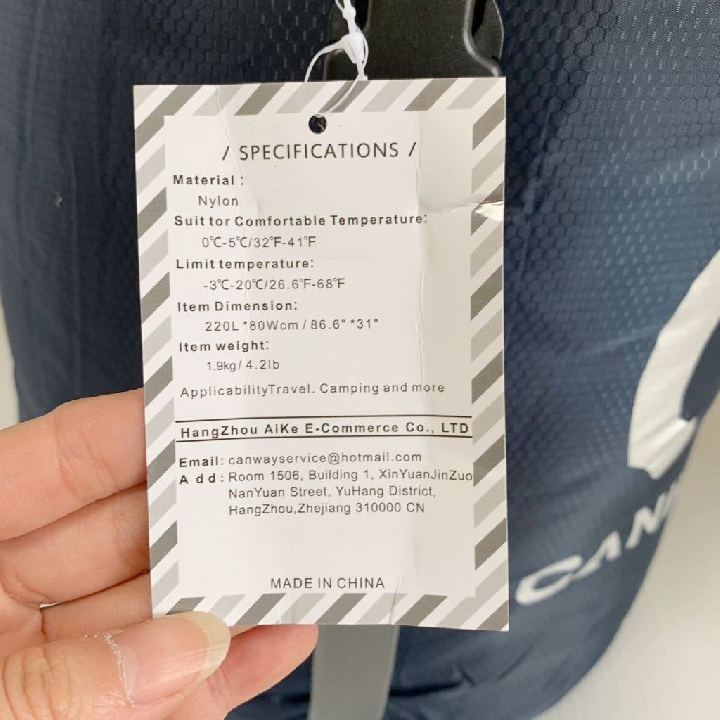 / SPECIFICATIONS /
Material :
Nylon
Suit tor Comfortable Temperature:
0℃-5℃/32℉-41℉
Limit temperature:
-3℃-20℃/26.6℉-68℉
Item Dimension:
220L *80Wcm / 86.6" *31"
Item weight:
1.9kg/ 4.2lb
ApplicabilityTravel. Camping and more
HangZhou AiKe E-Commerce Co., LTD
Email: canwayservice@hotmail.com
Add: Room 1506, Building 1, XinYuanJinZuo
NanYuan Street, YuHang District,
HangZhou,Zhejiang 310000 CN
MADE IN CHINA